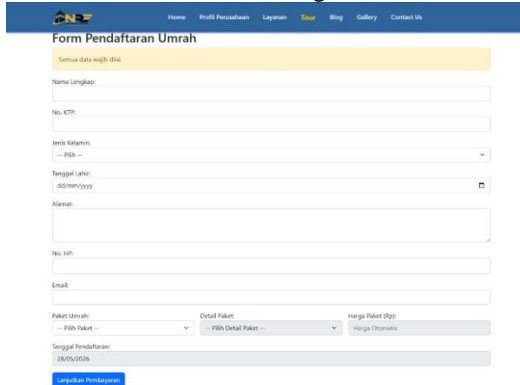 NRF
Home Profil Perusahaan Layanan Tour Blog Gallery Contact Us
Form Pendaftaran Umrah
Semua data wajib diisi.
Nama Lengkap:
No. KTP:
Jenis Kelamin:
-- Pilih --
Tanggal Lahir:
dd/mm/yyyy
Alamat:
No. HP:
Email:
Paket Umrah: Detail Paket: Harga Paket (Rp):
-- Pilih Paket -- -- Pilih Detail Paket -- Harga Otomatis
Tanggal Pendaftaran:
28/05/2026
Lanjutkan Pembayaran